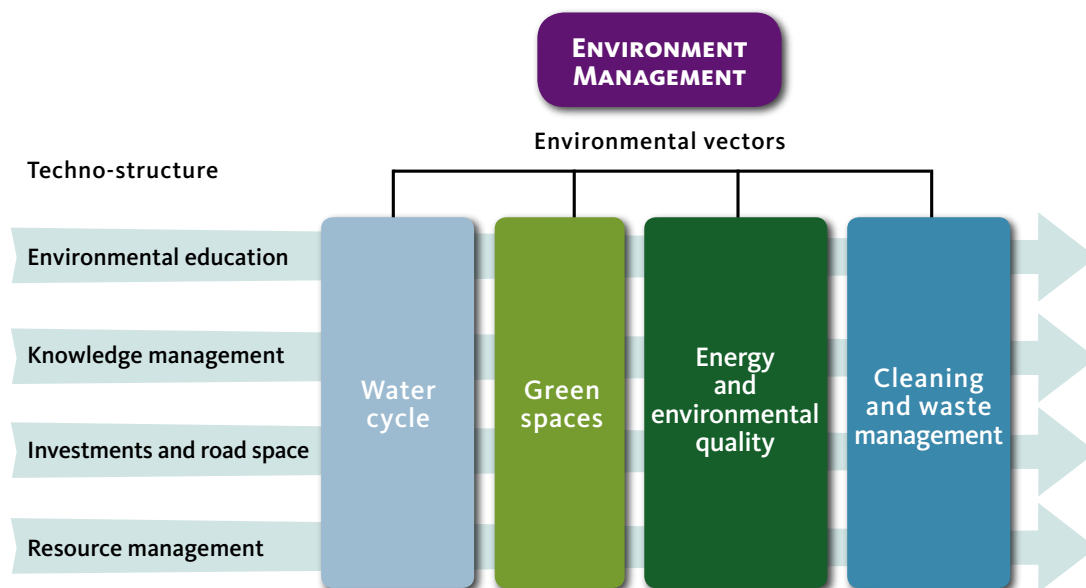 ENVIRONMENT
MANAGEMENT
Environmental vectors
Techno-structure
Environmental education
Knowledge management
Investments and road space
Resource management
Water
cycle
Green
spaces
Energy
and
environmental
quality
Cleaning
and waste
management